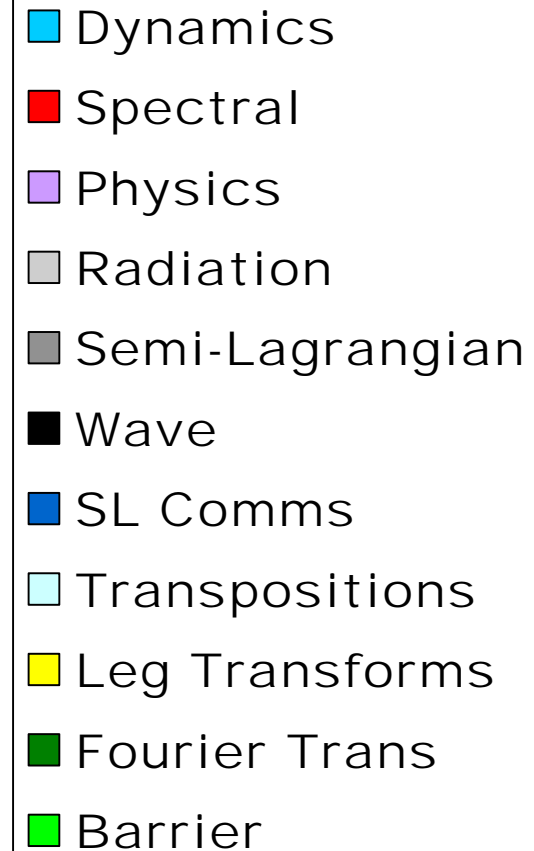 Dynamics
Spectral
Physics
Radiation
Semi-Lagrangian
Wave
SL Comms
Transpositions
Leg Transforms
Fourier Trans
Barrier